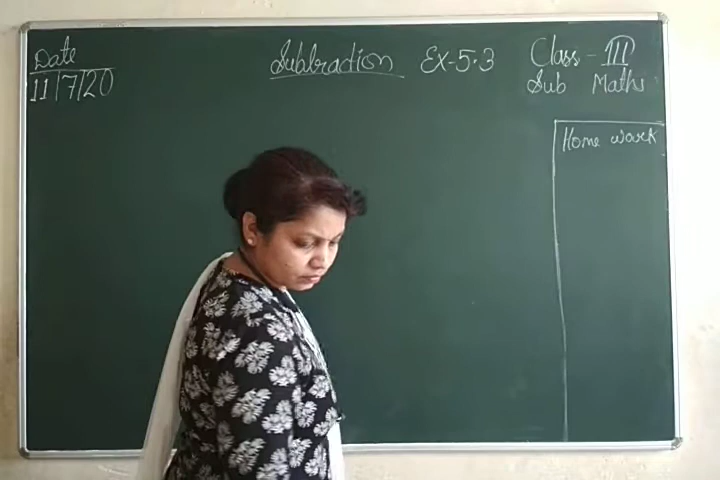 Date
11/7/20
Subtraction Ex-5.3
Class - III
Sub Maths
Home work